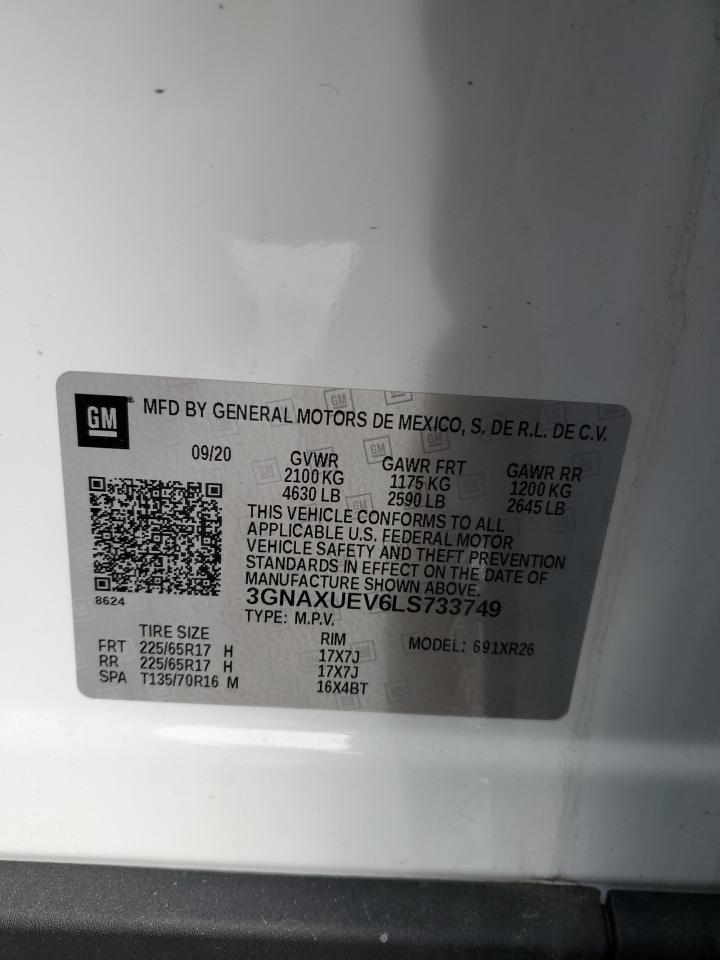 GM ® MFD BY GENERAL MOTORS DE MEXICO, S. DE R.L. DE C.V.
09/20 GVWR GAWR FRT GAWR RR
2100 KG 1175 KG 1200 KG
4630 LB 2590 LB 2645 LB
THIS VEHICLE CONFORMS TO ALL
APPLICABLE U.S. FEDERAL MOTOR
VEHICLE SAFETY AND THEFT PREVENTION
STANDARDS IN EFFECT ON THE DATE OF
MANUFACTURE SHOWN ABOVE.
8624 3GNAXUEV6LS733749
TYPE: M.P.V.
TIRE SIZE RIM MODEL: 691XR26
FRT 225/65R17 H 17X7J
RR 225/65R17 H 17X7J
SPA T135/70R16 M 16X4BT